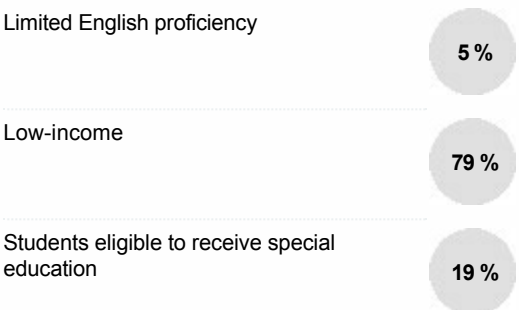 Limited English proficiency
5 %
Low-income
79 %
Students eligible to receive special
education
19 %